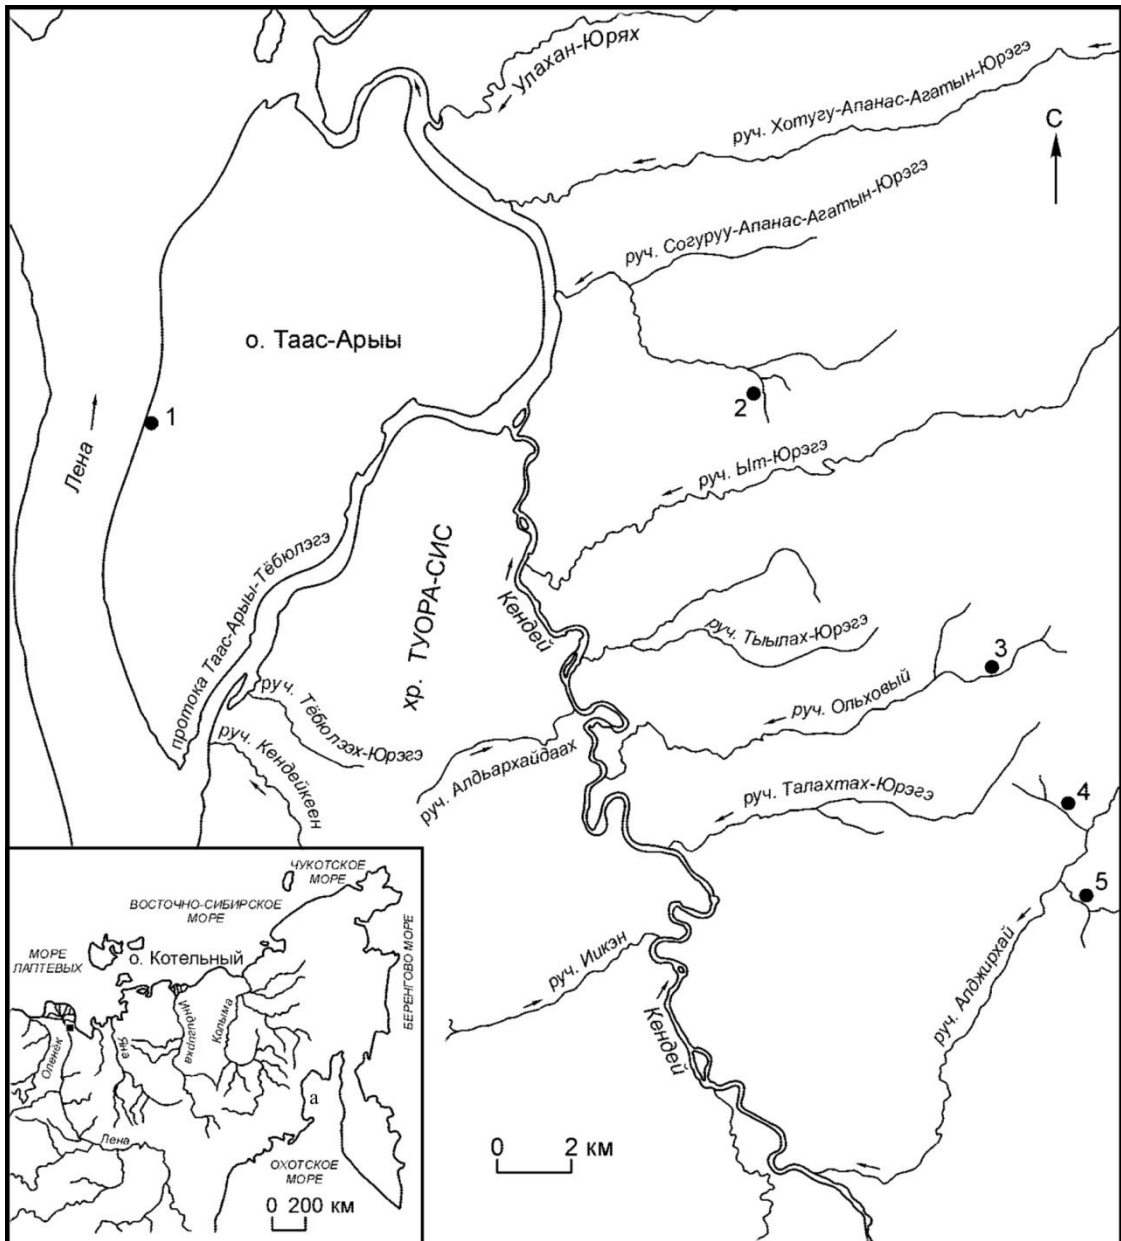 Улахан-Юрях
руч. Хотугу-Апанас-Агатын-Юрэгэ
С
руч. Согуруу-Апанас-Агатын-Юрэгэ
о. Таас-Арыы
1
2
Лена
руч. Ыт-Юрэгэ
протока Таас-Арыы-Тёбюлэгэ
хр. ТУОРА-СИС
Кендей
руч. Тыылах-Юрэгэ
3
руч. Ольховый
руч. Тёбюлээх-Юрэгэ
руч. Кендейкеен
руч. Алдьархайдаах
руч. Талахтах-Юрэгэ
4
5
руч. Иикэн
Кендей
руч. Алджирхай
0 2 км
ЧУКОТСКОЕ
МОРЕ
ВОСТОЧНО-СИБИРСКОЕ
МОРЕ
МОРЕ
ЛАПТЕВЫХ
о. Котельный
БЕРЕНГОВО МОРЕ
Оленёк
Яна
Индигирка
Колыма
а
Лена
ОХОТСКОЕ
МОРЕ
0 200 км